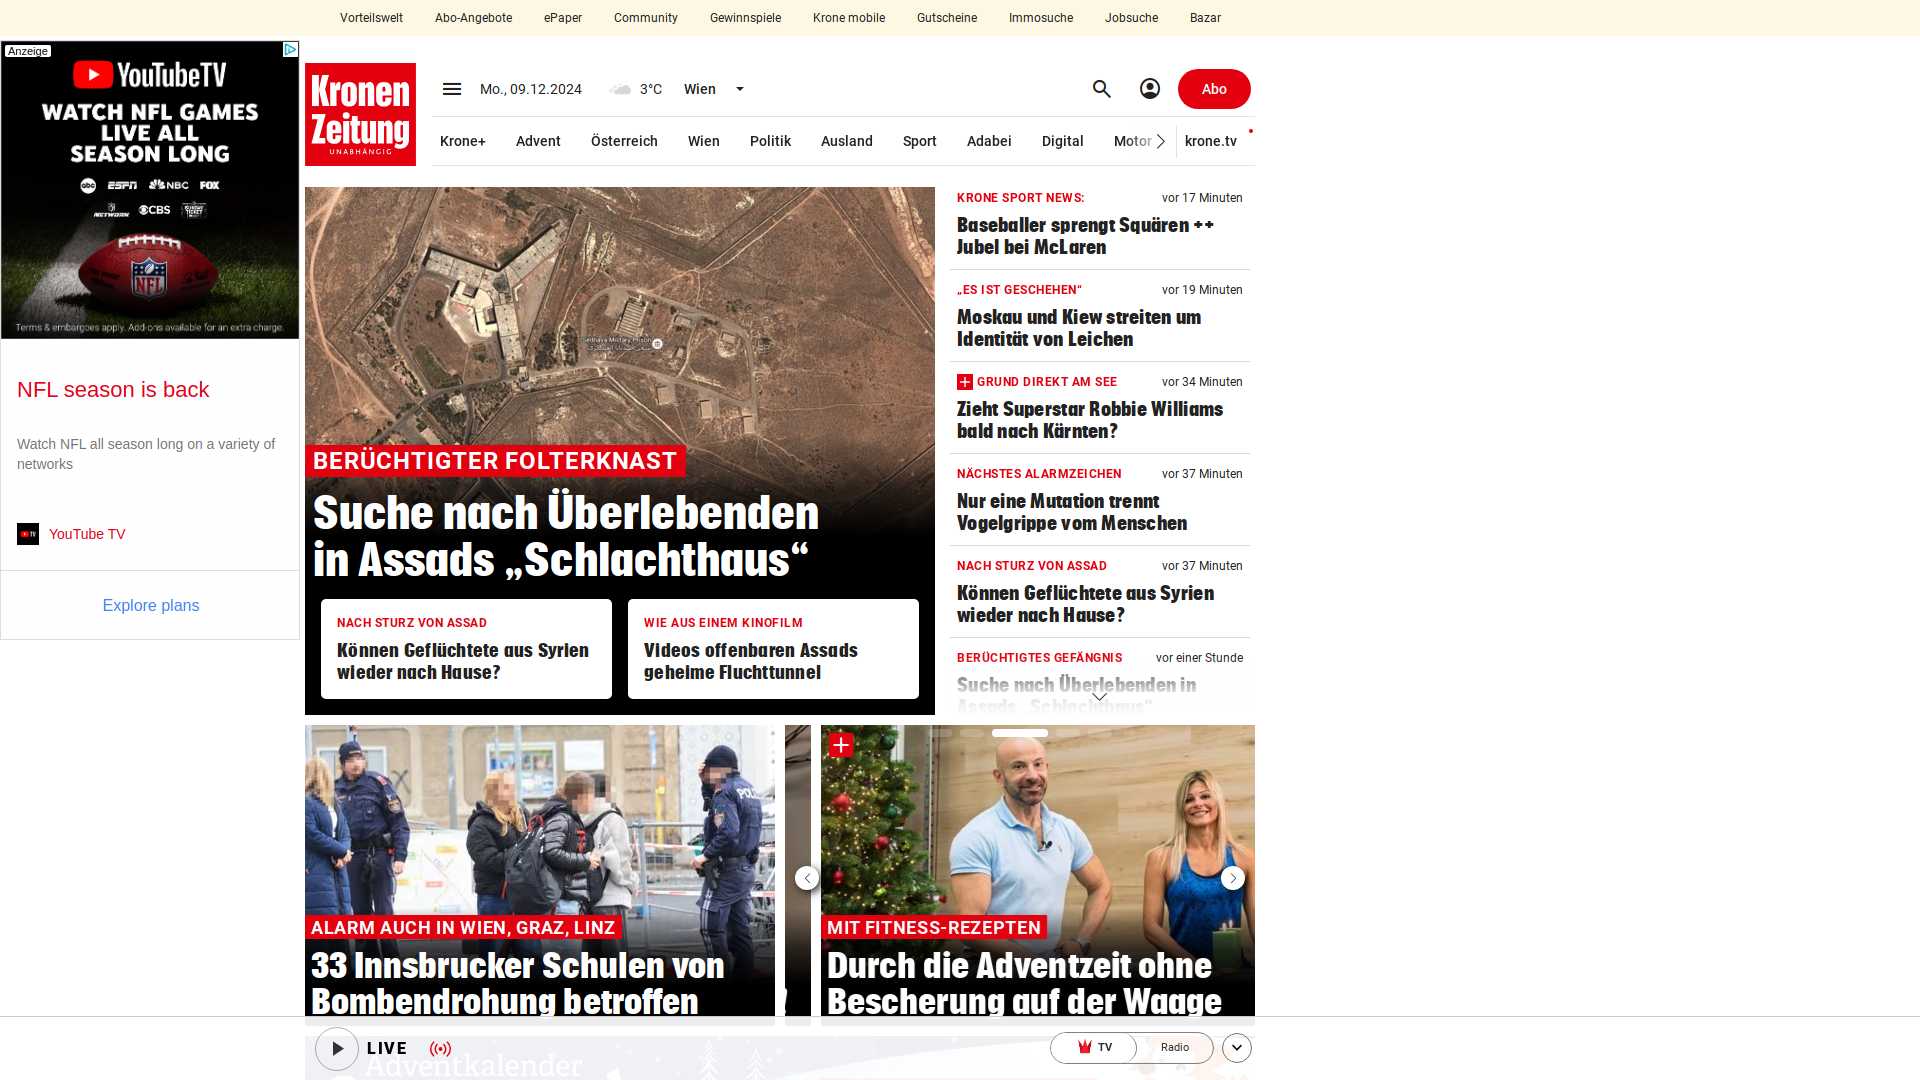 Vorteilswelt
Abo-Angebote
ePaper
Community
Gewinnspiele
Krone mobile
Gutscheine
Immosuche
Jobsuche
Bazar
Anzeige
YouTubeTV
WATCH NFL GAMES
LIVE ALL
SEASON LONG
abc ESPN NBC FOX
NFL NETWORK CBS SUNDAY TICKET
NFL
Terms & embargoes apply. Add-ons available for an extra charge.
NFL season is back
Watch NFL all season long on a variety of
networks
YouTube TV
Explore plans
Kronen
Zeitung
UNABHÄNGIG
Mo., 09.12.2024
3°C
Wien
Abo
Krone+
Advent
Österreich
Wien
Politik
Ausland
Sport
Adabei
Digital
Motor
krone.tv
Sednaya Military Prison
BERÜCHTIGTER FOLTERKNAST
Suche nach Überlebenden
in Assads „Schlachthaus“
NACH STURZ VON ASSAD
Können Geflüchtete aus Syrien
wieder nach Hause?
WIE AUS EINEM KINOFILM
Videos offenbaren Assads
geheime Fluchttunnel
KRONE SPORT NEWS:
vor 17 Minuten
Baseballer sprengt Squären ++
Jubel bei McLaren
„ES IST GESCHEHEN“
vor 19 Minuten
Moskau und Kiew streiten um
Identität von Leichen
GRUND DIREKT AM SEE
vor 34 Minuten
Zieht Superstar Robbie Williams
bald nach Kärnten?
NÄCHSTES ALARMZEICHEN
vor 37 Minuten
Nur eine Mutation trennt
Vogelgrippe vom Menschen
NACH STURZ VON ASSAD
vor 37 Minuten
Können Geflüchtete aus Syrien
wieder nach Hause?
BERÜCHTIGTES GEFÄNGNIS
vor einer Stunde
Suche nach Überlebenden in
Assads „Schlachthaus“
ALARM AUCH IN WIEN, GRAZ, LINZ
33 Innsbrucker Schulen von
Bombendrohung betroffen
MIT FITNESS-REZEPTEN
Durch die Adventzeit ohne
Bescherung auf der Waage
LIVE
TV
Radio
Adventkalender